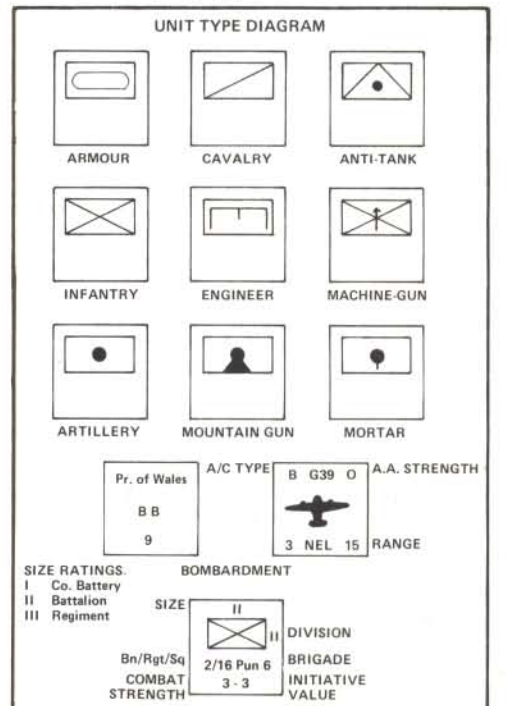 UNIT TYPE DIAGRAM
ARMOUR CAVALRY ANTI-TANK
INFANTRY ENGINEER MACHINE-GUN
ARTILLERY MOUNTAIN GUN MORTAR
Pr. of Wales A/C TYPE B G39 O A.A. STRENGTH
B B
9 3 NEL 15 RANGE
SIZE RATINGS. BOMBARDMENT
I Co. Battery
II Battalion
III Regiment
SIZE II
II DIVISION
Bn/Rgt/Sq 2/16 Pun 6 BRIGADE
COMBAT STRENGTH 3 - 3 INITIATIVE VALUE